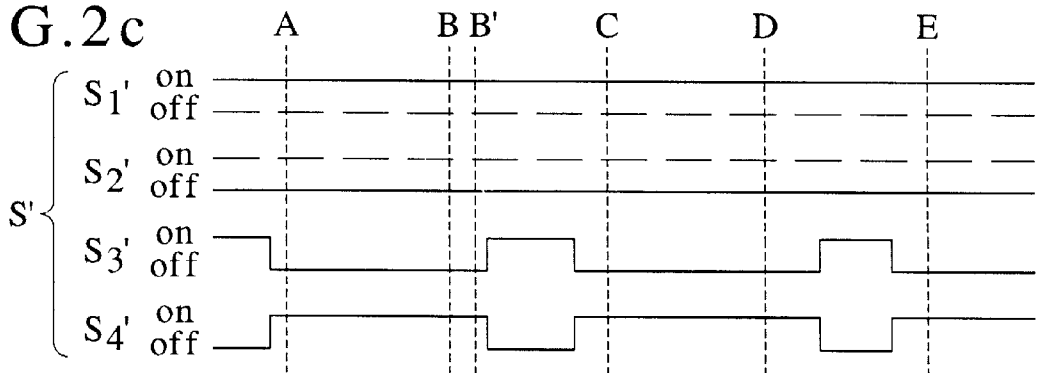 G.2c
A B B' C D E
S' S1' on
off
S2' on
off
S3' on
off
S4' on
off